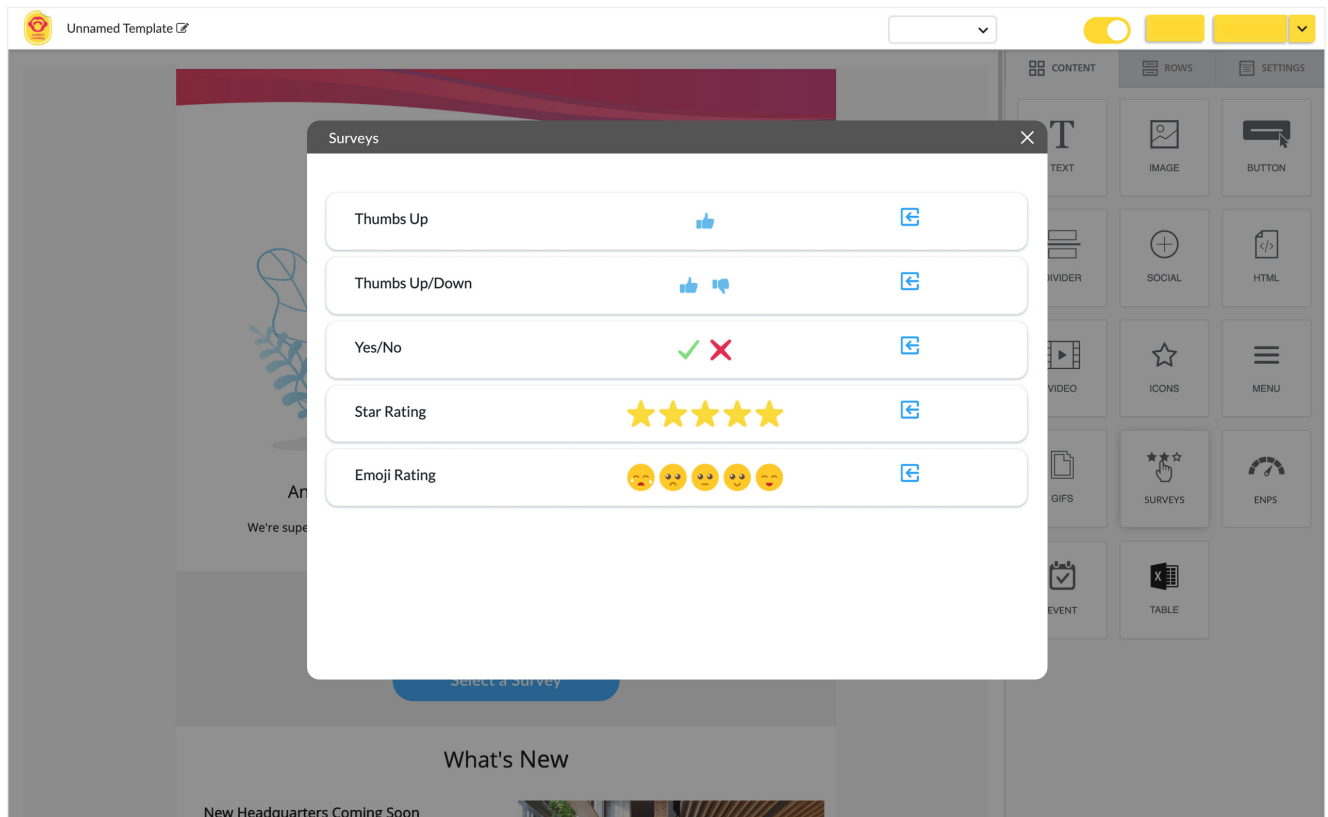 Unnamed Template
CONTENT
ROWS
SETTINGS
Surveys
Thumbs Up
Thumbs Up/Down
Yes/No
Star Rating
Emoji Rating
TEXT
IMAGE
BUTTON
DIVIDER
SOCIAL
HTML
VIDEO
ICONS
MENU
GIFS
SURVEYS
ENPS
EVENT
TABLE
An
We're supe
Select a Survey
What's New
New Headquarters Coming Soon